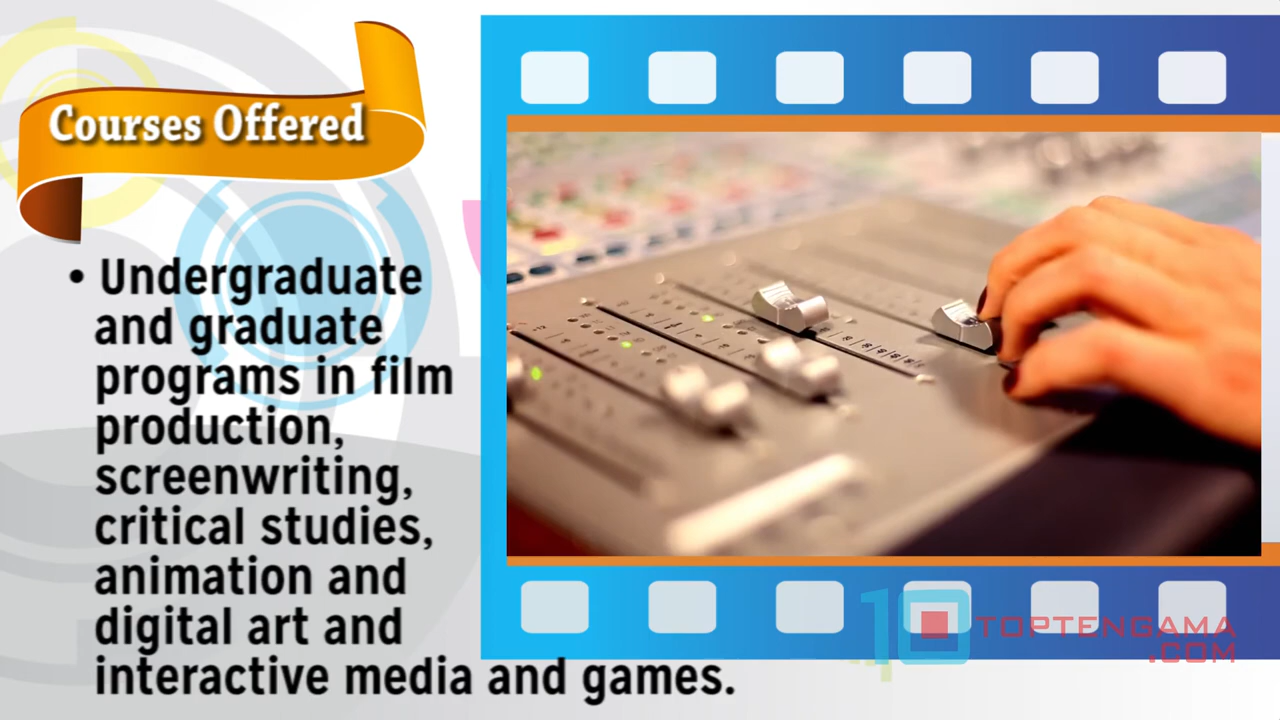 Courses Offered
• Undergraduate
and graduate
programs in film
production,
screenwriting,
critical studies,
animation and
digital art and
interactive media and games.
10 TOPTENGAMA
.COM